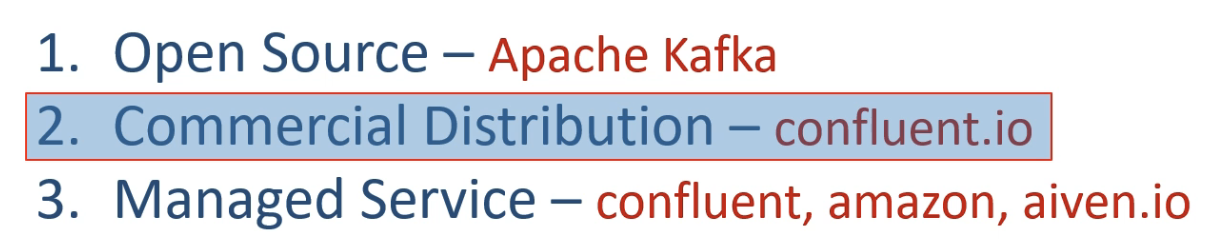 1. Open Source – Apache Kafka
2. Commercial Distribution – confluent.io
3. Managed Service – confluent, amazon, aiven.io